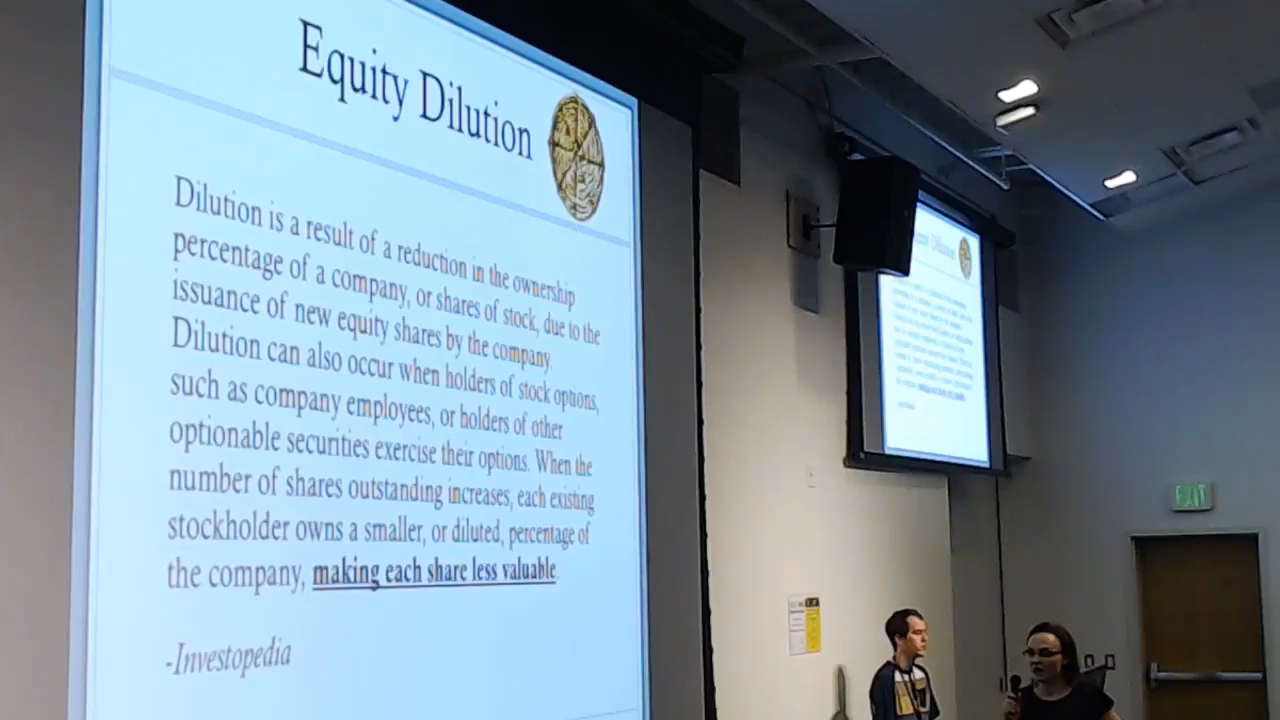 Equity Dilution
Dilution is a result of a reduction in the ownership
percentage of a company, or shares of stock, due to the
issuance of new equity shares by the company.
Dilution can also occur when holders of stock options,
such as company employees, or holders of other
optionable securities exercise their options. When the
number of shares outstanding increases, each existing
stockholder owns a smaller, or diluted, percentage of
the company, making each share less valuable.
-Investopedia
Dilution
EXIT